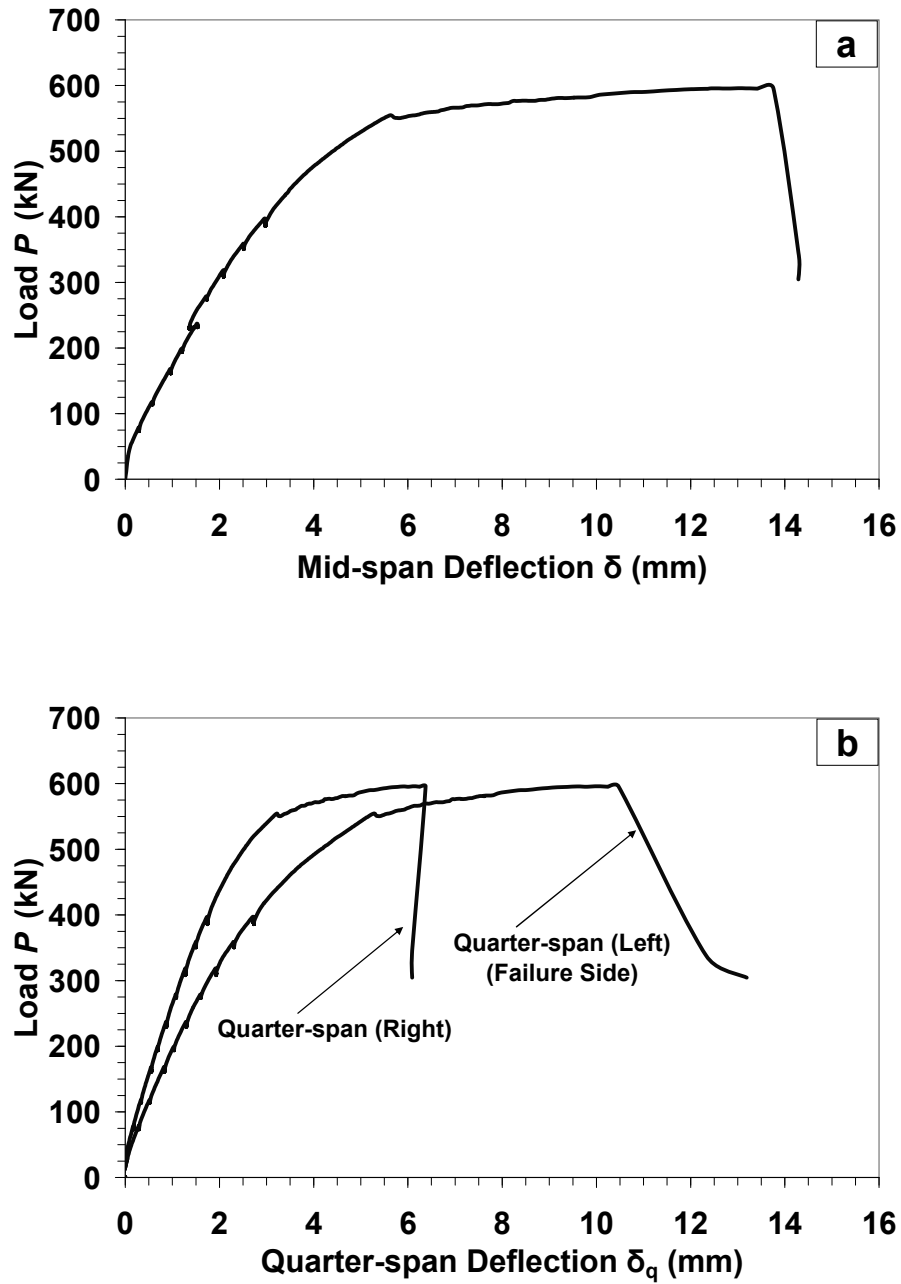 a
700
600
500
400
300
200
100
0
Load P (kN)
0 2 4 6 8 10 12 14 16
Mid-span Deflection δ (mm)
b
700
600
500
400
300
200
100
0
Load P (kN)
Quarter-span (Left)
(Failure Side)
Quarter-span (Right)
0 2 4 6 8 10 12 14 16
Quarter-span Deflection δq (mm)